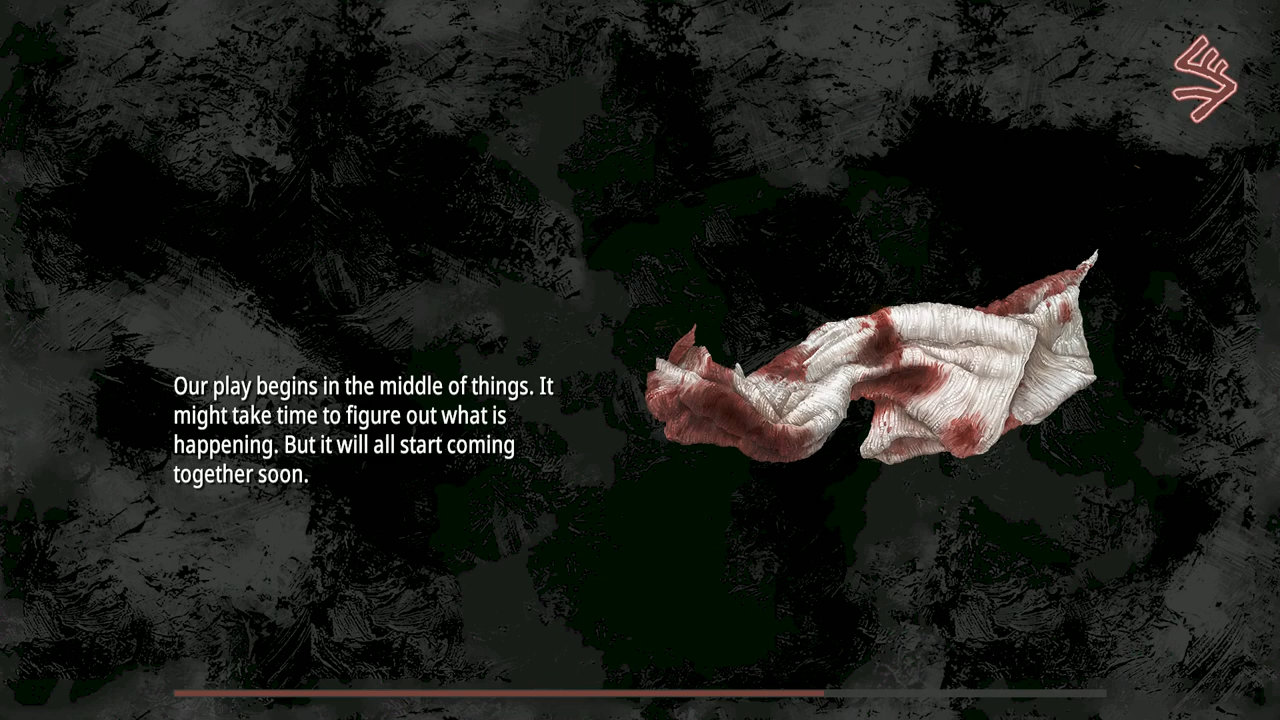 Our play begins in the middle of things. It
might take time to figure out what is
happening. But it will all start coming
together soon.